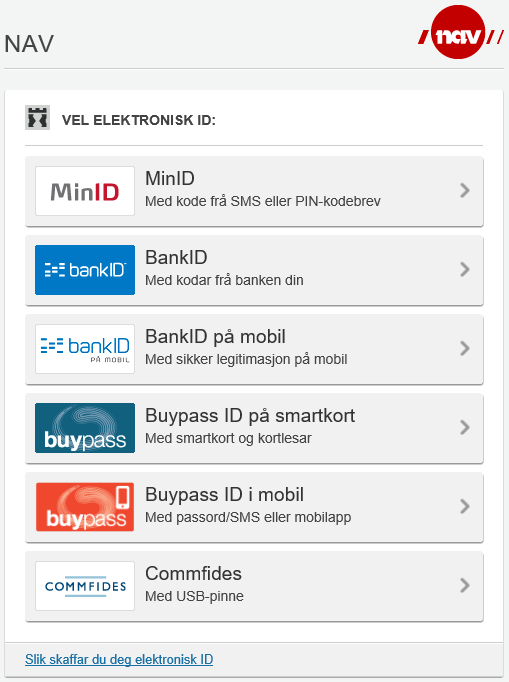 NAV
nav
VEL ELEKTRONISK ID:
MinID
MinID
Med kode frå SMS eller PIN-kodebrev
bankID
BankID
Med kodar frå banken din
bankID
PÅ MOBIL
BankID på mobil
Med sikker legitimasjon på mobil
buypass
Buypass ID på smartkort
Med smartkort og kortlesar
buypass
Buypass ID i mobil
Med passord/SMS eller mobilapp
COMMFIDES
Commfides
Med USB-pinne
Slik skaffar du deg elektronisk ID